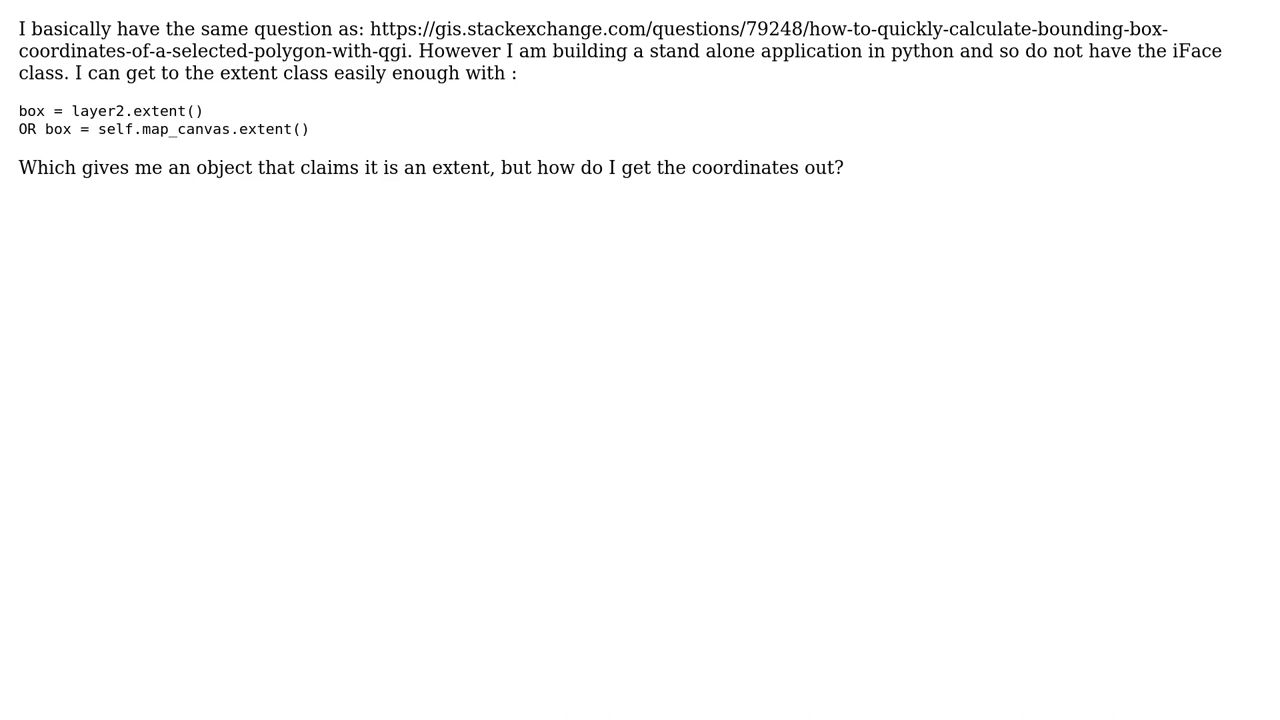 I basically have the same question as: https://gis.stackexchange.com/questions/79248/how-to-quickly-calculate-bounding-box-
coordinates-of-a-selected-polygon-with-qgi. However I am building a stand alone application in python and so do not have the iFace
class. I can get to the extent class easily enough with :
box = layer2.extent()
OR box = self.map_canvas.extent()
Which gives me an object that claims it is an extent, but how do I get the coordinates out?